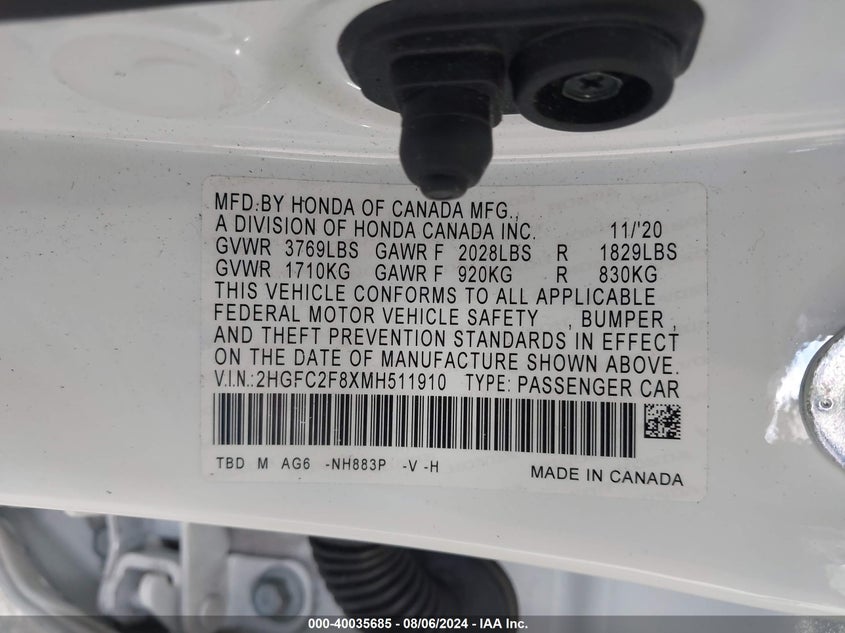 MFD.BY HONDA OF CANADA MFG.,
A DIVISION OF HONDA CANADA INC. 11/'20
GVWR 3769LBS GAWR F 2028LBS R 1829LBS
GVWR 1710KG GAWR F 920KG R 830KG
THIS VEHICLE CONFORMS TO ALL APPLICABLE
FEDERAL MOTOR VEHICLE SAFETY , BUMPER ,
AND THEFT PREVENTION STANDARDS IN EFFECT
ON THE DATE OF MANUFACTURE SHOWN ABOVE.
V.I.N.:2HGFC2F8XMH511910 TYPE: PASSENGER CAR
TBD M AG6 -NH883P -V -H MADE IN CANADA
000-40035685 - 08/06/2024 - IAA Inc.